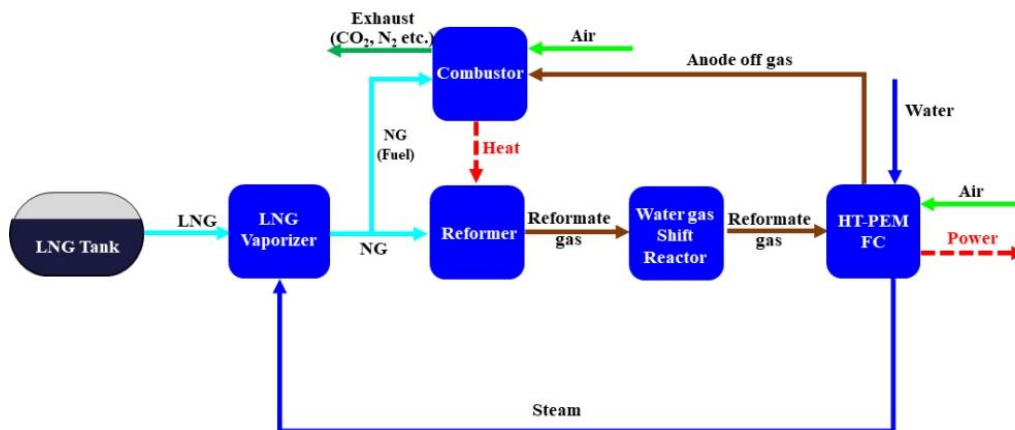 Exhaust
(CO₂, N₂ etc.)
Air
Combustor
Anode off gas
Water
NG
(Fuel)
Heat
LNG Tank
LNG
LNG
Vaporizer
NG
Reformer
Reformate
gas
Water gas
Shift
Reactor
Reformate
gas
HT-PEM
FC
Air
Power
Steam